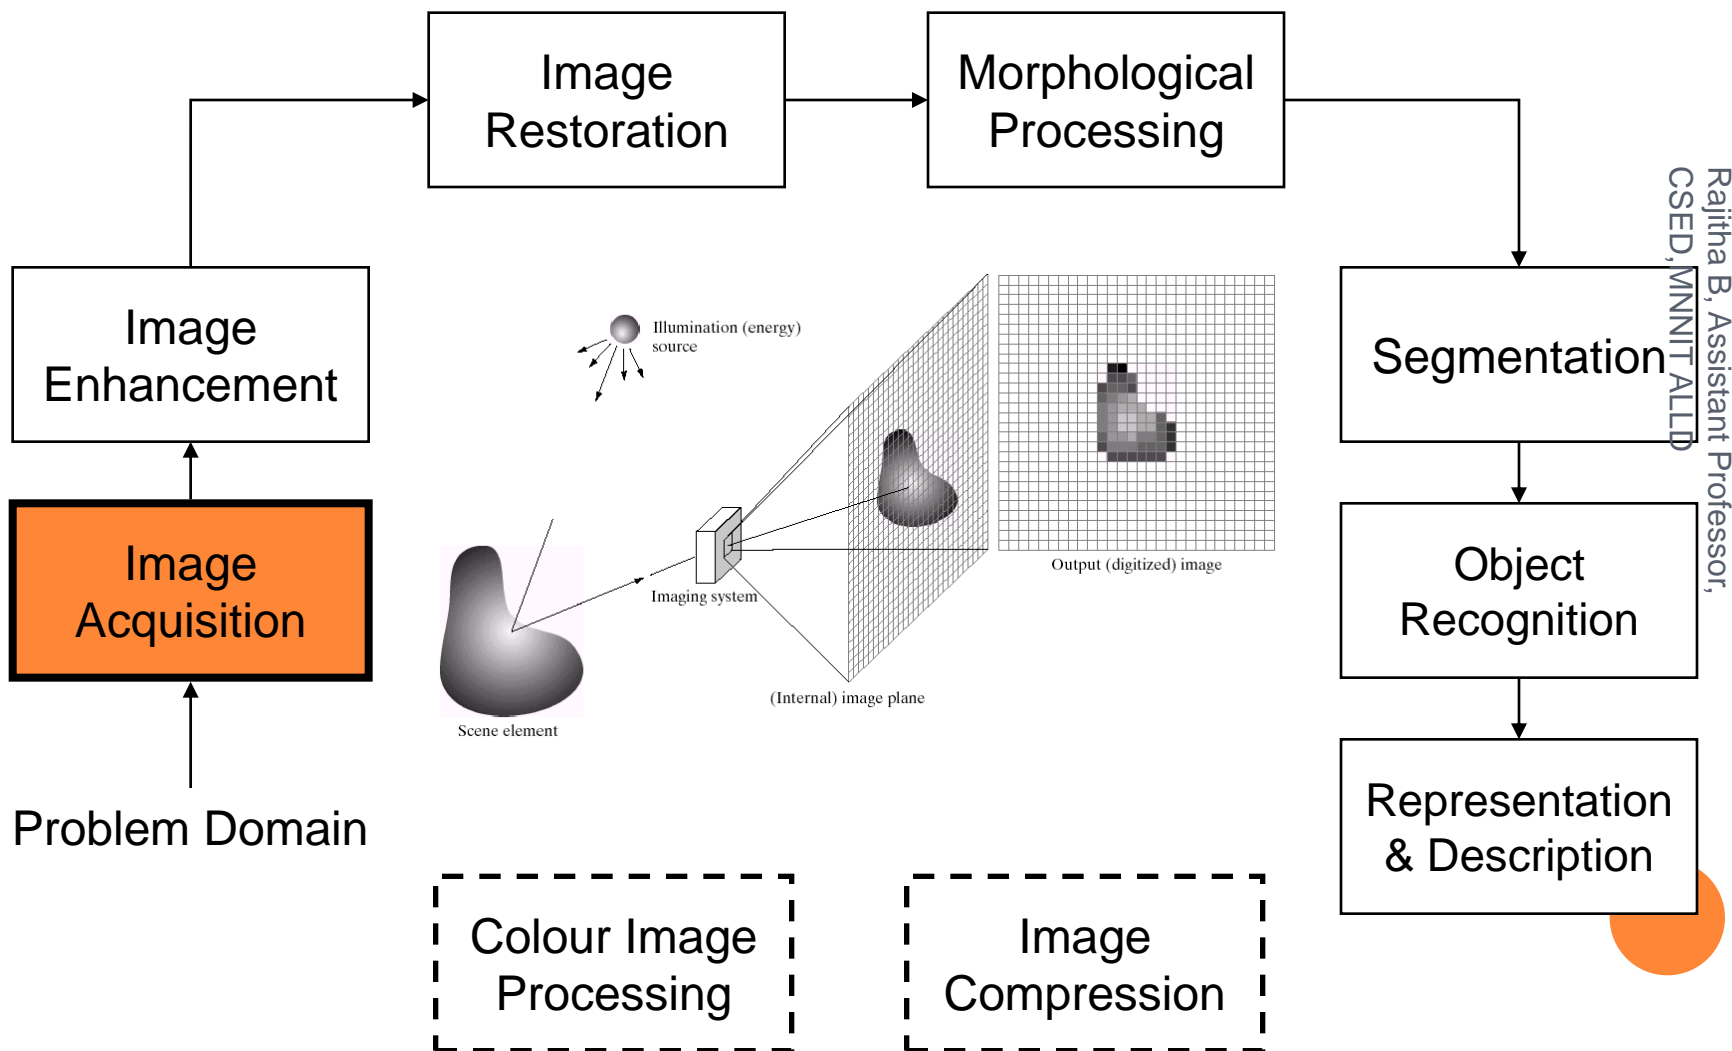 Image
Restoration
Morphological
Processing
Image
Enhancement
Illumination (energy)
source
Segmentation
Rajitha B, Assistant Professor,
CSED,MNNIT ALLD
Image
Acquisition
Imaging system
Output (digitized) image
Object
Recognition
(Internal) image plane
Scene element
Problem Domain
Representation
& Description
Colour Image
Processing
Image
Compression